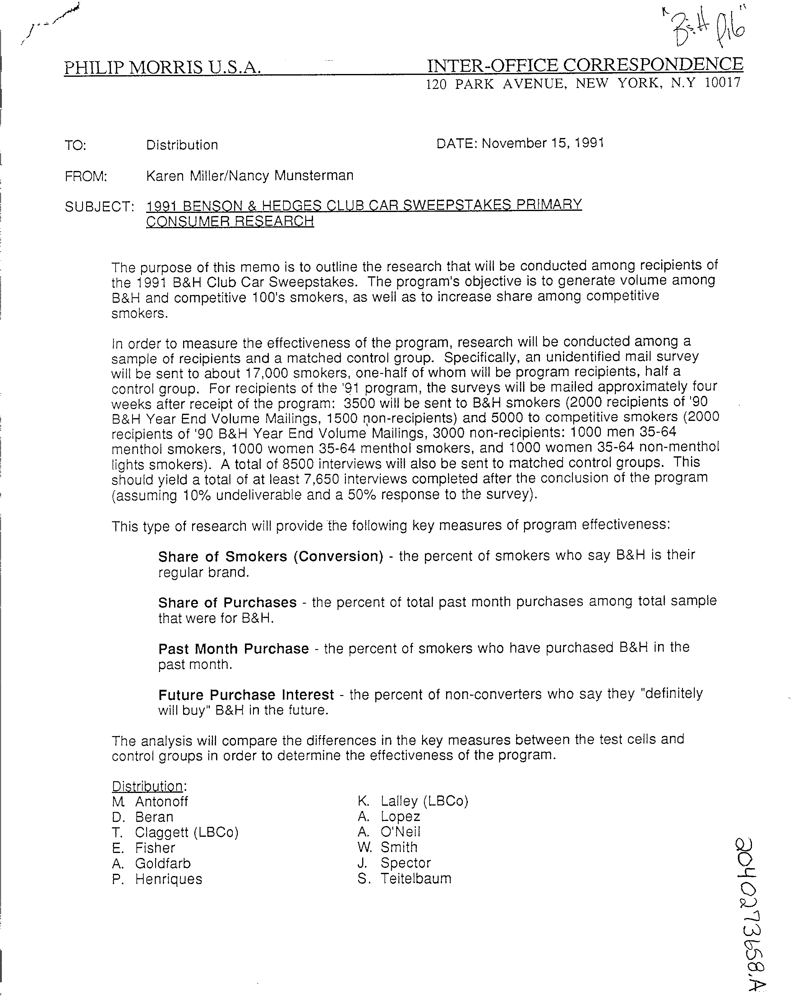 "B&H Pib"
PHILIP MORRIS U.S.A.
INTER-OFFICE CORRESPONDENCE
120 PARK AVENUE, NEW YORK, N.Y 10017
TO: Distribution
DATE: November 15, 1991
FROM: Karen Miller/Nancy Munsterman
SUBJECT: 1991 BENSON & HEDGES CLUB CAR SWEEPSTAKES PRIMARY
CONSUMER RESEARCH
The purpose of this memo is to outline the research that will be conducted among recipients of
the 1991 B&H Club Car Sweepstakes. The program's objective is to generate volume among
B&H and competitive 100's smokers, as well as to increase share among competitive
smokers.
In order to measure the effectiveness of the program, research will be conducted among a
sample of recipients and a matched control group. Specifically, an unidentified mail survey
will be sent to about 17,000 smokers, one-half of whom will be program recipients, half a
control group. For recipients of the '91 program, the surveys will be mailed approximately four
weeks after receipt of the program: 3500 will be sent to B&H smokers (2000 recipients of '90
B&H Year End Volume Mailings, 1500 non-recipients) and 5000 to competitive smokers (2000
recipients of '90 B&H Year End Volume Mailings, 3000 non-recipients: 1000 men 35-64
menthol smokers, 1000 women 35-64 menthol smokers, and 1000 women 35-64 non-menthol
lights smokers). A total of 8500 interviews will also be sent to matched control groups. This
should yield a total of at least 7,650 interviews completed after the conclusion of the program
(assuming 10% undeliverable and a 50% response to the survey).
This type of research will provide the following key measures of program effectiveness:
Share of Smokers (Conversion) - the percent of smokers who say B&H is their
regular brand.
Share of Purchases - the percent of total past month purchases among total sample
that were for B&H.
Past Month Purchase - the percent of smokers who have purchased B&H in the
past month.
Future Purchase Interest - the percent of non-converters who say they "definitely
will buy" B&H in the future.
The analysis will compare the differences in the key measures between the test cells and
control groups in order to determine the effectiveness of the program.
Distribution:
M. Antonoff
D. Beran
T. Claggett (LBCo)
E. Fisher
A. Goldfarb
P. Henriques
K. Lalley (LBCo)
A. Lopez
A. O'Neil
W. Smith
J. Spector
S. Teitelbaum
2040273658.A